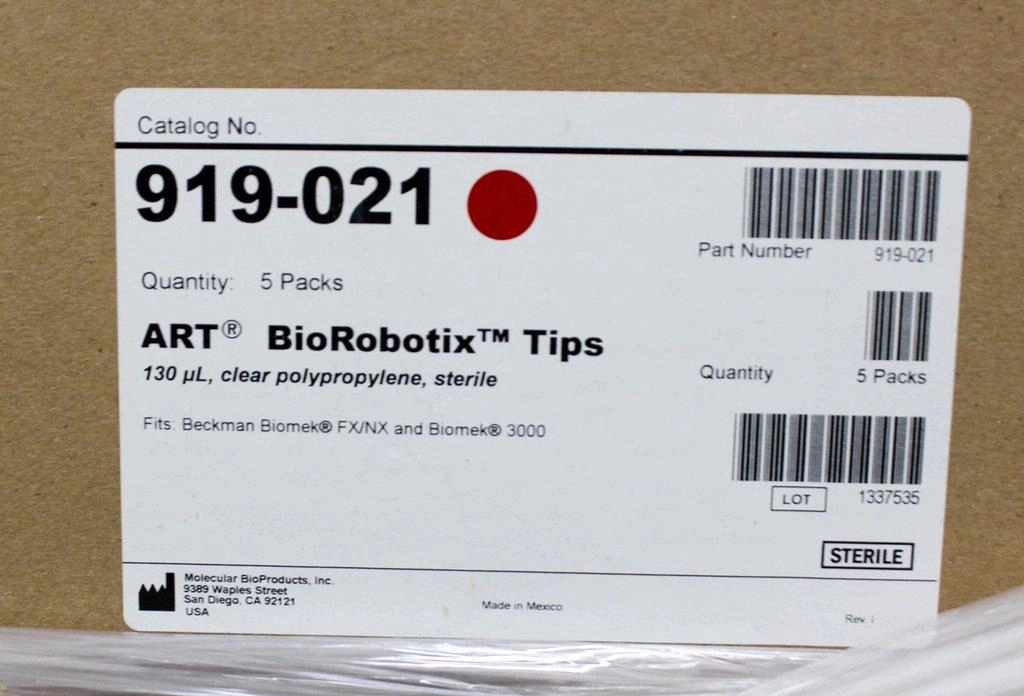 Catalog No.
919-021
Part Number 919-021
Quantity: 5 Packs
ART® BioRobotix™ Tips
130 µL, clear polypropylene, sterile
Quantity 5 Packs
Fits: Beckman Biomek® FX/NX and Biomek® 3000
LOT 1337535
STERILE
Molecular BioProducts, Inc.
9389 Waples Street
San Diego, CA 92121
USA
Made in Mexico
Rev. I